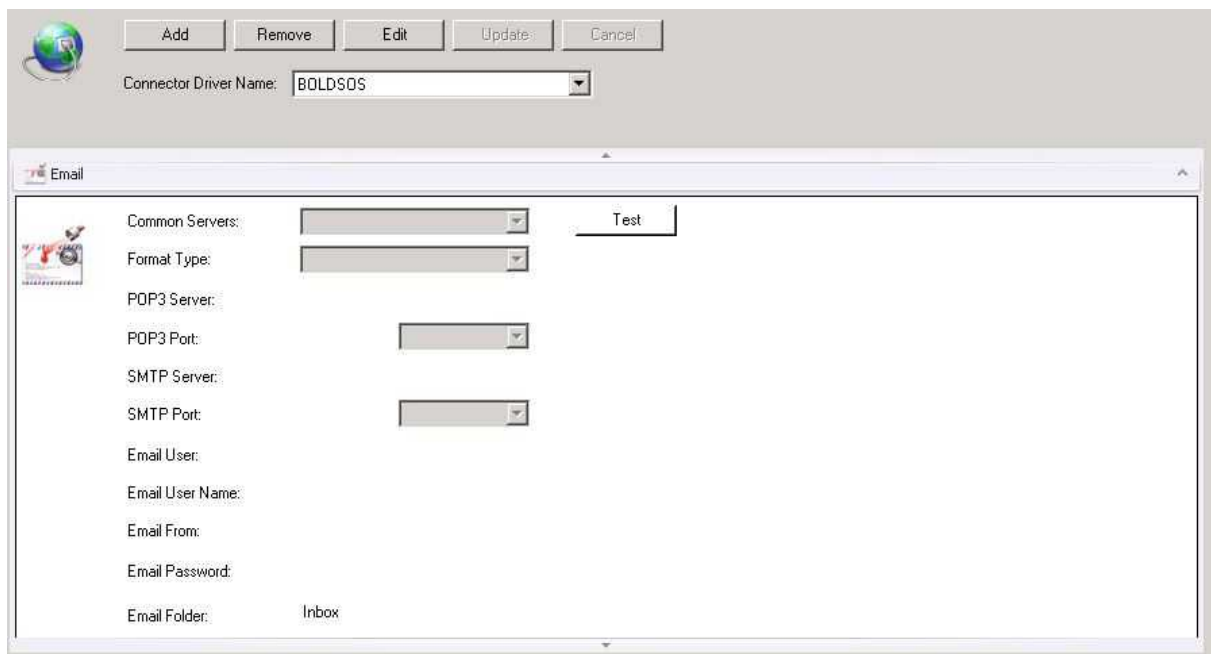 Add Remove Edit Update Cancel
Connector Driver Name: BOLDSOS
Email
Common Servers: Test
Format Type:
POP3 Server:
POP3 Port:
SMTP Server:
SMTP Port:
Email User:
Email User Name:
Email From:
Email Password:
Email Folder: Inbox